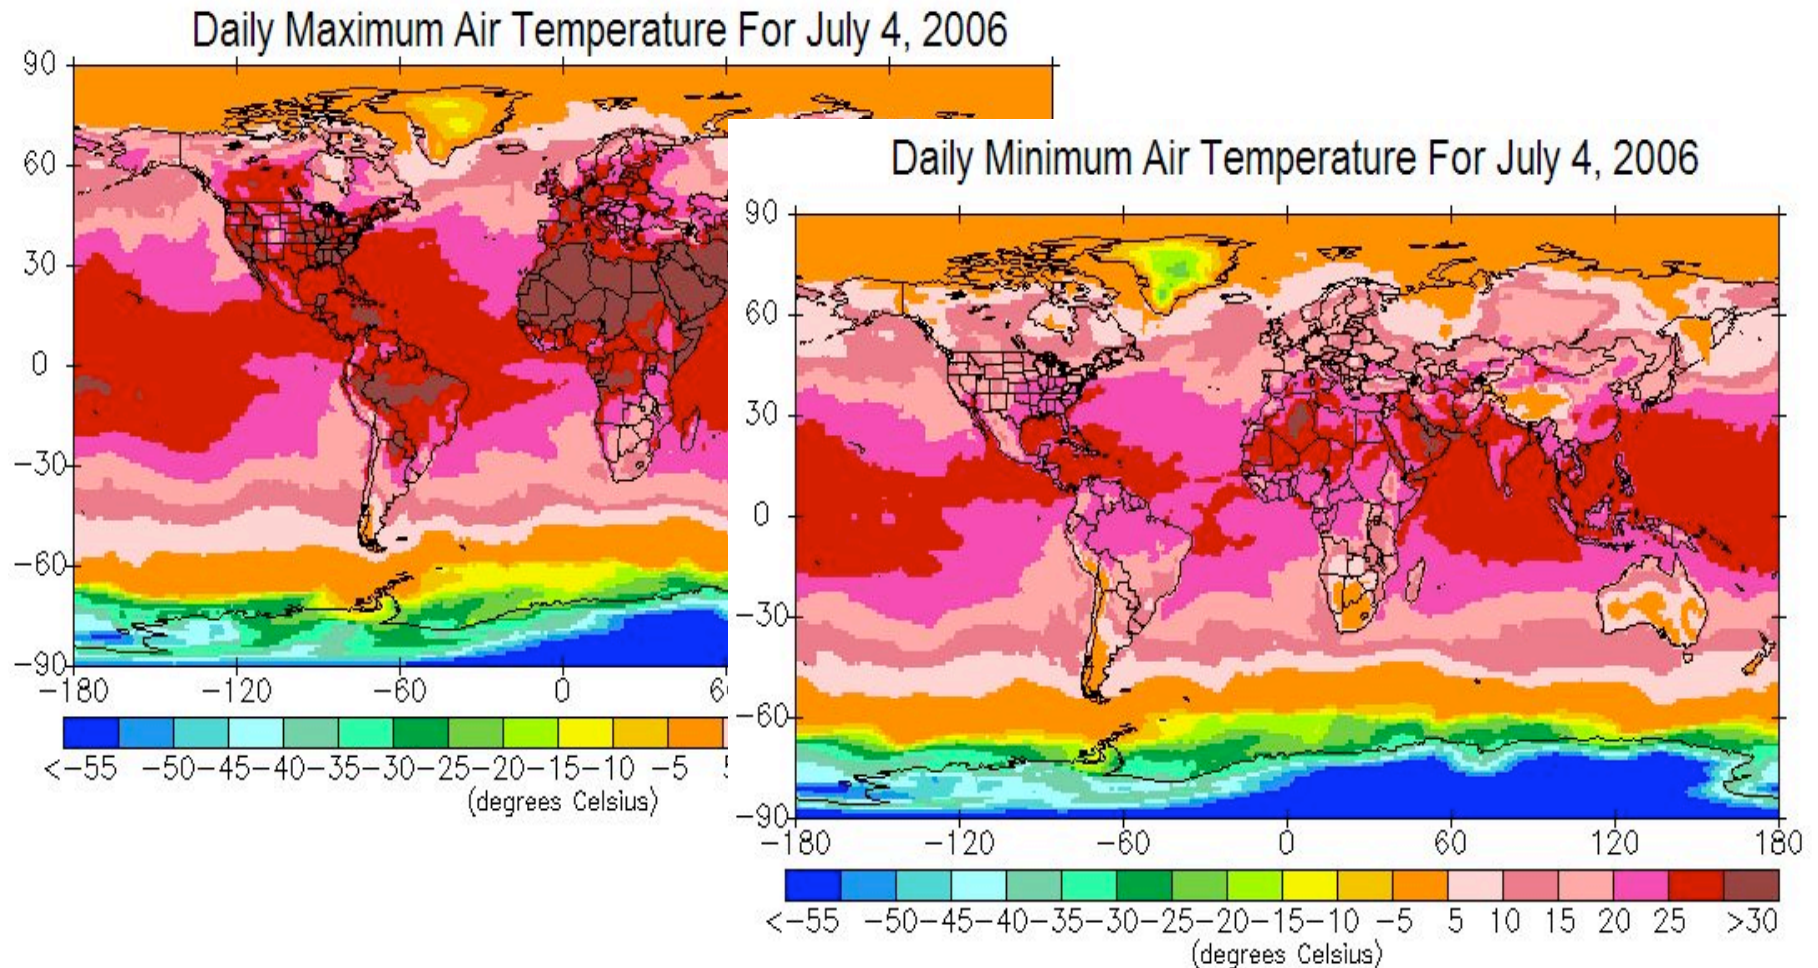 Daily Maximum Air Temperature For July 4, 2006
90
60
30
0
-30
-60
-90
-180 -120 -60 0
<-55 -50-45-40-35-30-25-20-15-10 -5
(degrees Celsius)
Daily Minimum Air Temperature For July 4, 2006
90
60
30
0
-30
-60
-90
-180 -120 -60 0 60 120 180
<-55 -50-45-40-35-30-25-20-15-10 -5 5 10 15 20 25 >30
(degrees Celsius)